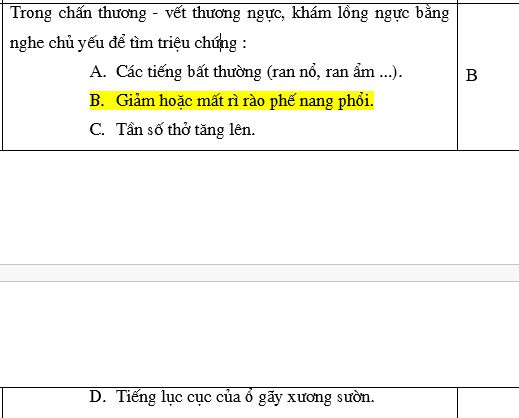 Trong chấn thương - vết thương ngực, khám lồng ngực bằng
nghe chủ yếu để tìm triệu chứng :
A. Các tiếng bất thường (ran nổ, ran ẩm ...).
B
B. Giảm hoặc mất rì rào phế nang phổi.
C. Tần số thở tăng lên.
D. Tiếng lục cục của ổ gãy xương sườn.